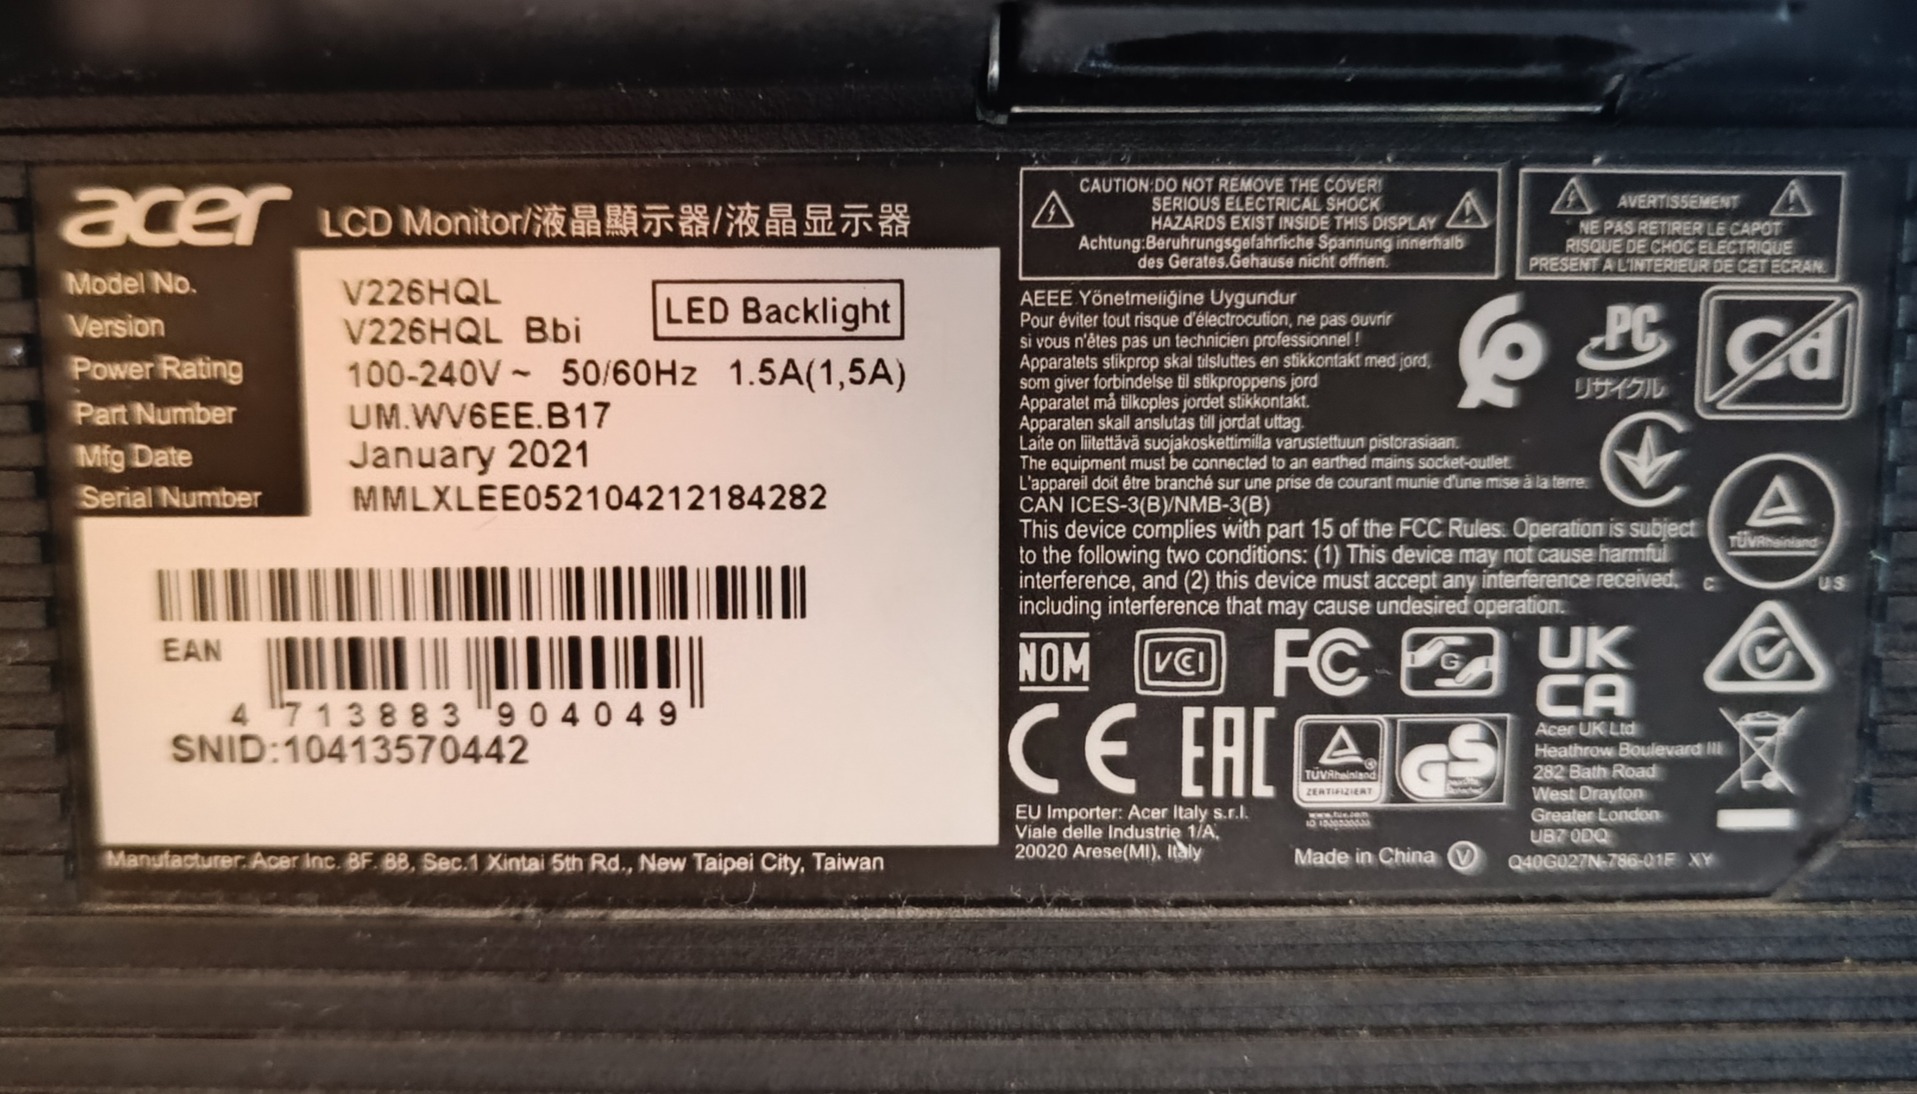 acer
LCD Monitor/液晶顯示器/液晶显示器
Model No. V226HQL
Version V226HQL Bbi
LED Backlight
Power Rating 100-240V ~ 50/60Hz 1.5A(1,5A)
Part Number UM.WV6EE.B17
Mfg Date January 2021
Serial Number MMLXLEE052104212184282
EAN
4 713883 904049
SNID:10413570442
Manufacturer: Acer Inc. 8F. 88, Sec.1 Xintai 5th Rd., New Taipei City, Taiwan
CAUTION:DO NOT REMOVE THE COVER!
SERIOUS ELECTRICAL SHOCK
HAZARDS EXIST INSIDE THIS DISPLAY
Achtung:Beruhrungsgefahrliche Spannung innerhalb
des Gerates.Gehause nicht offnen.
AVERTISSEMENT
NE PAS RETIRER LE CAPOT
RISQUE DE CHOC ELECTRIQUE
PRESENT A L'INTERIEUR DE CET ECRAN.
AEEE Yönetmeliğine Uygundur
Pour éviter tout risque d'électrocution, ne pas ouvrir
si vous n'êtes pas un technicien professionnel !
Apparatets stikprop skal tilsluttes en stikkontakt med jord,
som giver forbindelse til stikproppens jord
Apparatet må tilkoples jordet stikkontakt.
Apparaten skall anslutas till jordat uttag.
Laite on liitettävä suojakoskettimilla varustettuun pistorasiaan.
The equipment must be connected to an earthed mains socket-outlet.
L'appareil doit être branché sur une prise de courant munie d'une mise à la terre.
CAN ICES-3(B)/NMB-3(B)
This device complies with part 15 of the FCC Rules. Operation is subject
to the following two conditions: (1) This device may not cause harmful
interference, and (2) this device must accept any interference received,
including interference that may cause undesired operation.
PC
リサイクル
Cd
TÜVRheinland
C US
NOM
VCI
FC
G
UK
CA
CE
EAC
TÜVRheinland
ZERTIFIZIERT
GS
Acer UK Ltd
Heathrow Boulevard III
282 Bath Road
West Drayton
Greater London
UB7 0DQ
EU Importer: Acer Italy s.r.l.
Viale delle Industrie 1/A,
20020 Arese(MI), Italy
Made in China V
Q40G027N-786-01F XY